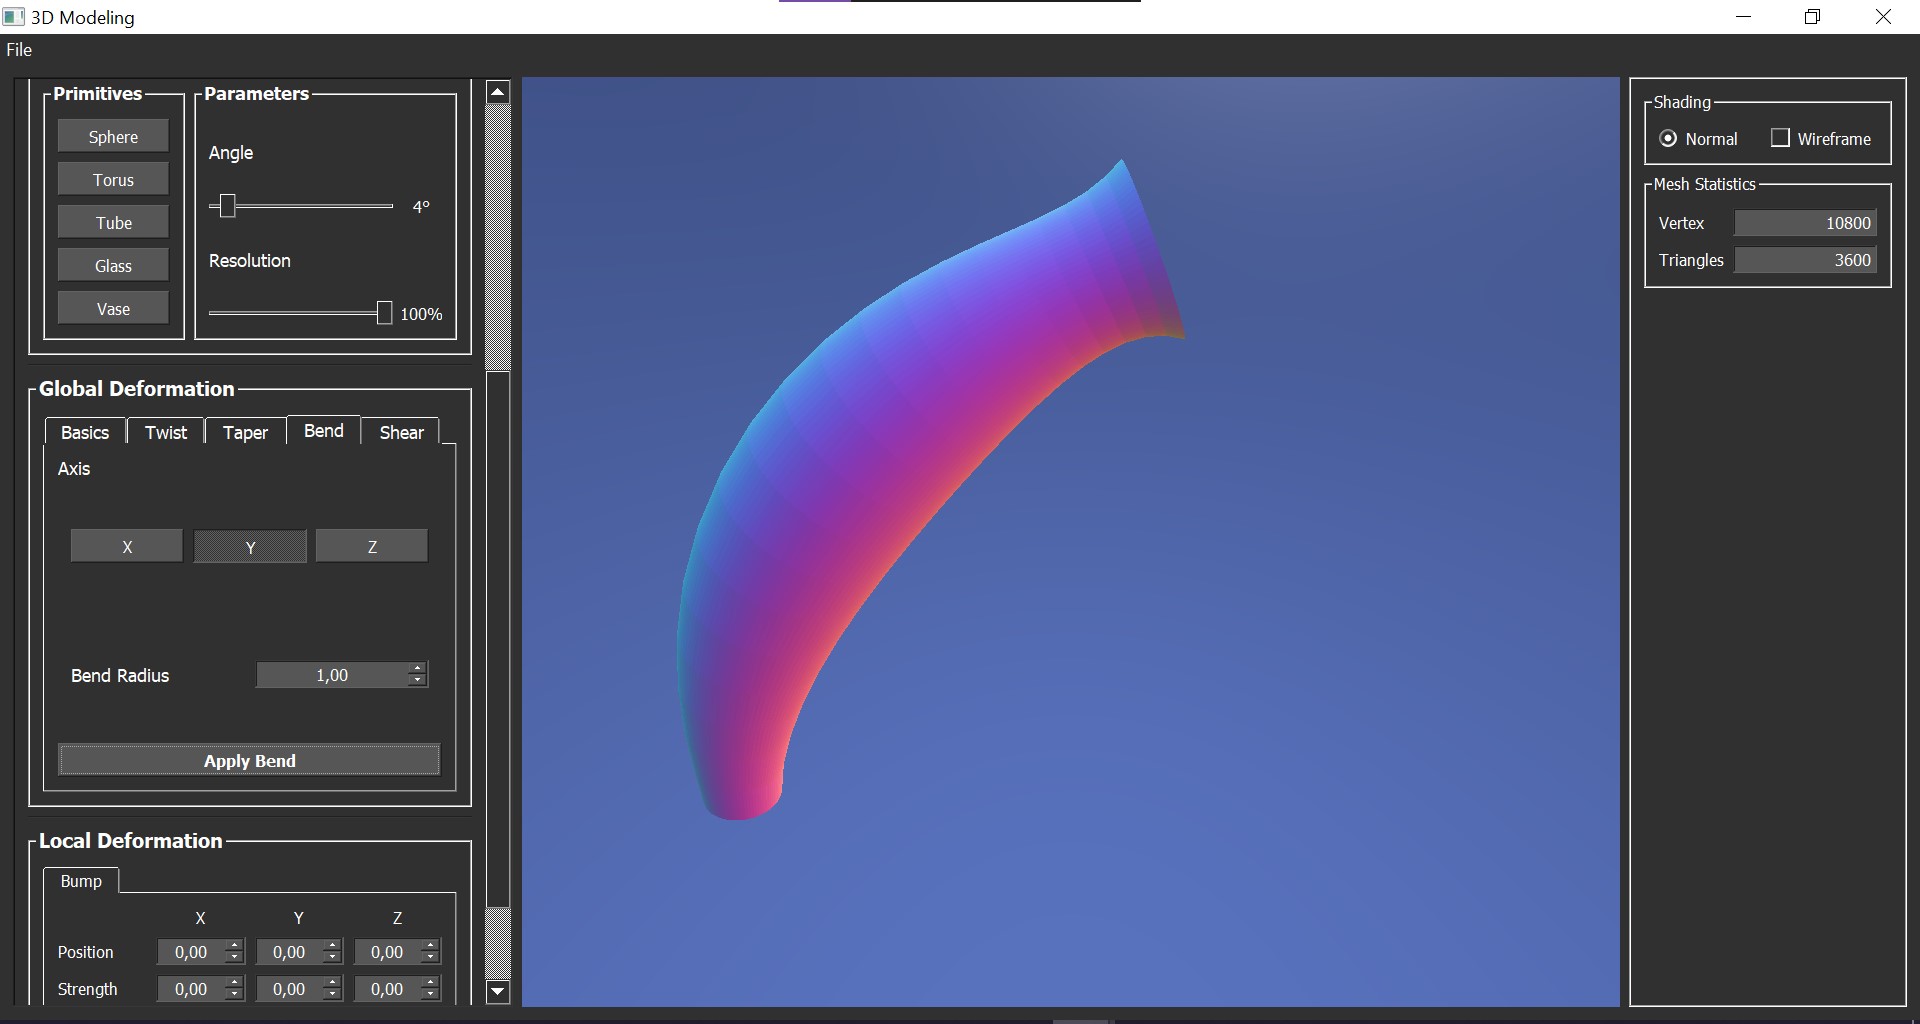 3D Modeling
File
Primitives
Sphere
Torus
Tube
Glass
Vase
Parameters
Angle
4°
Resolution
100%
Global Deformation
Basics Twist Taper Bend Shear
Axis
X Y Z
Bend Radius 1,00
Apply Bend
Local Deformation
Bump
X Y Z
Position 0,00 0,00 0,00
Strength 0,00 0,00 0,00
Shading
Normal Wireframe
Mesh Statistics
Vertex 10800
Triangles 3600